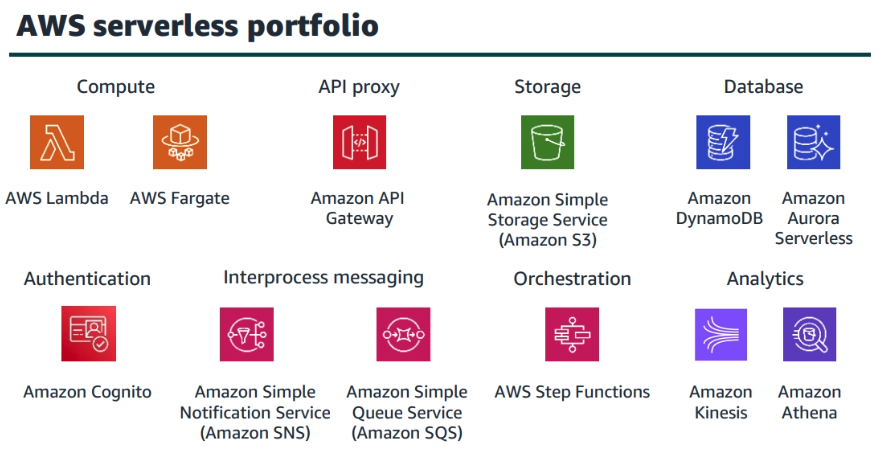 AWS serverless portfolio
Compute
API proxy
Storage
Database
AWS Lambda
AWS Fargate
Amazon API
Gateway
Amazon Simple
Storage Service
(Amazon S3)
Amazon
DynamoDB
Amazon
Aurora
Serverless
Authentication
Interprocess messaging
Orchestration
Analytics
Amazon Cognito
Amazon Simple
Notification Service
(Amazon SNS)
Amazon Simple
Queue Service
(Amazon SQS)
AWS Step Functions
Amazon
Kinesis
Amazon
Athena